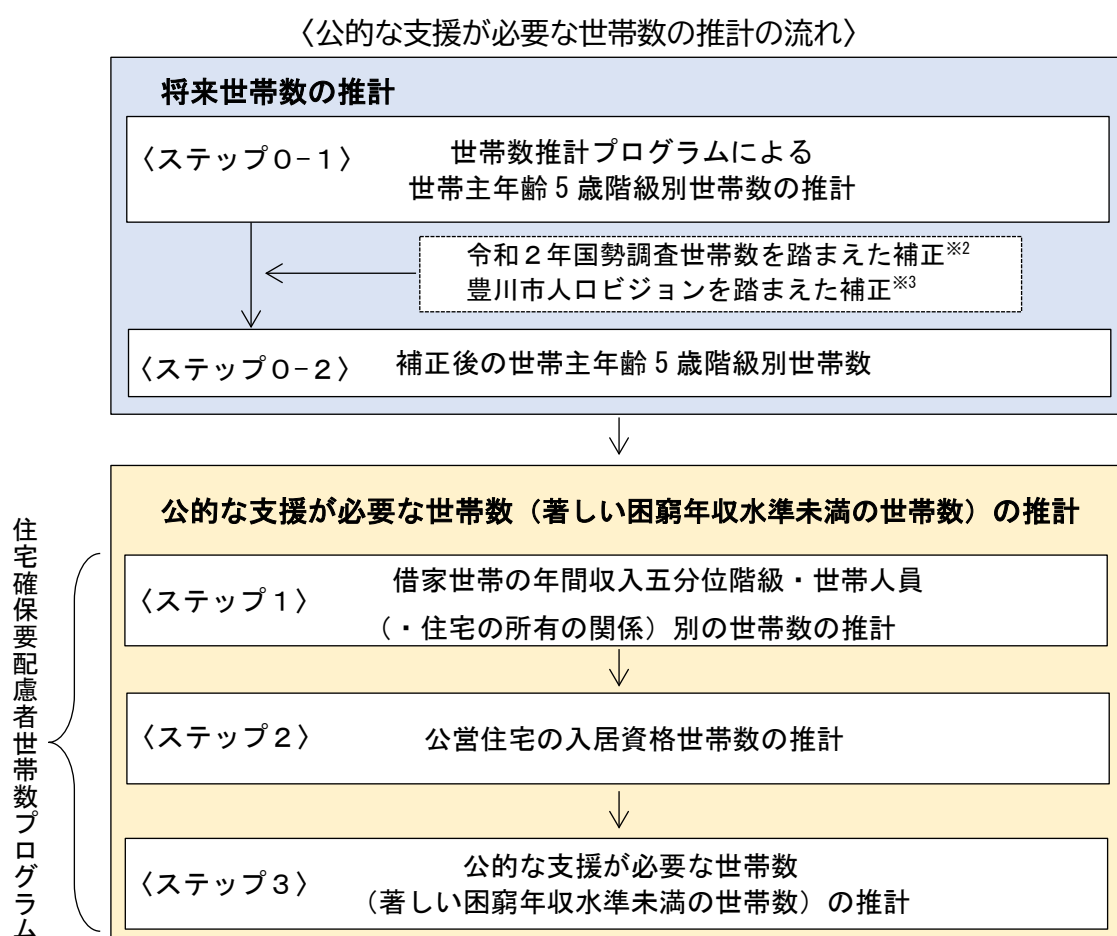 〈公的な支援が必要な世帯数の推計の流れ〉
将来世帯数の推計
〈ステップ0-1〉
世帯数推計プログラムによる
世帯主年齢5歳階級別世帯数の推計
令和2年国勢調査世帯数を踏まえた補正※2
豊川市人口ビジョンを踏まえた補正※3
〈ステップ0-2〉 補正後の世帯主年齢5歳階級別世帯数
公的な支援が必要な世帯数（著しい困窮年収水準未満の世帯数）の推計
住宅確保要配慮者世帯数プログラム
〈ステップ1〉
借家世帯の年間収入五分位階級・世帯人員
（・住宅の所有の関係）別の世帯数の推計
〈ステップ2〉 公営住宅の入居資格世帯数の推計
〈ステップ3〉
公的な支援が必要な世帯数
（著しい困窮年収水準未満の世帯数）の推計